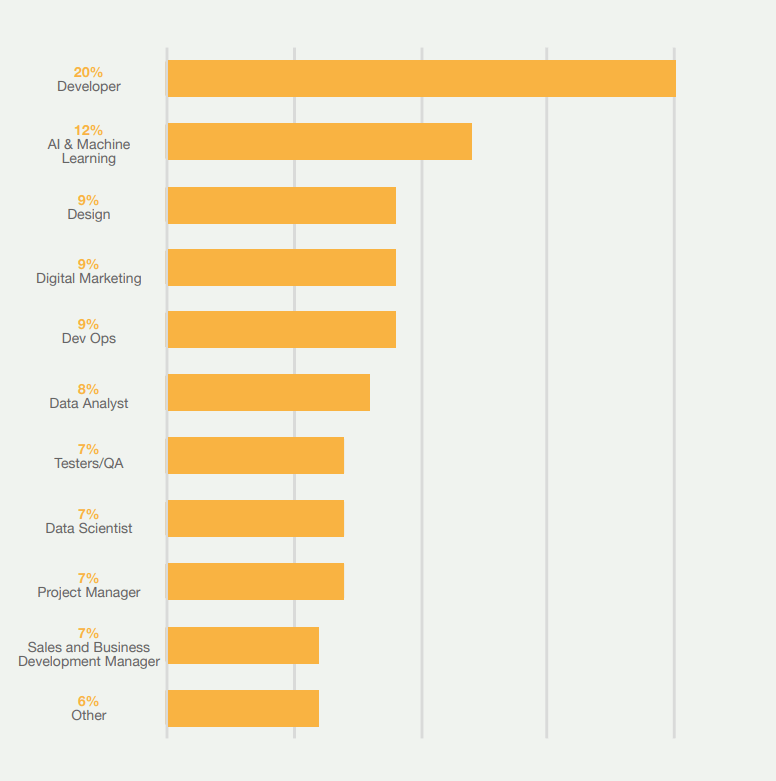 20%
Developer
12%
AI & Machine
Learning
9%
Design
9%
Digital Marketing
9%
Dev Ops
8%
Data Analyst
7%
Testers/QA
7%
Data Scientist
7%
Project Manager
7%
Sales and Business
Development Manager
6%
Other